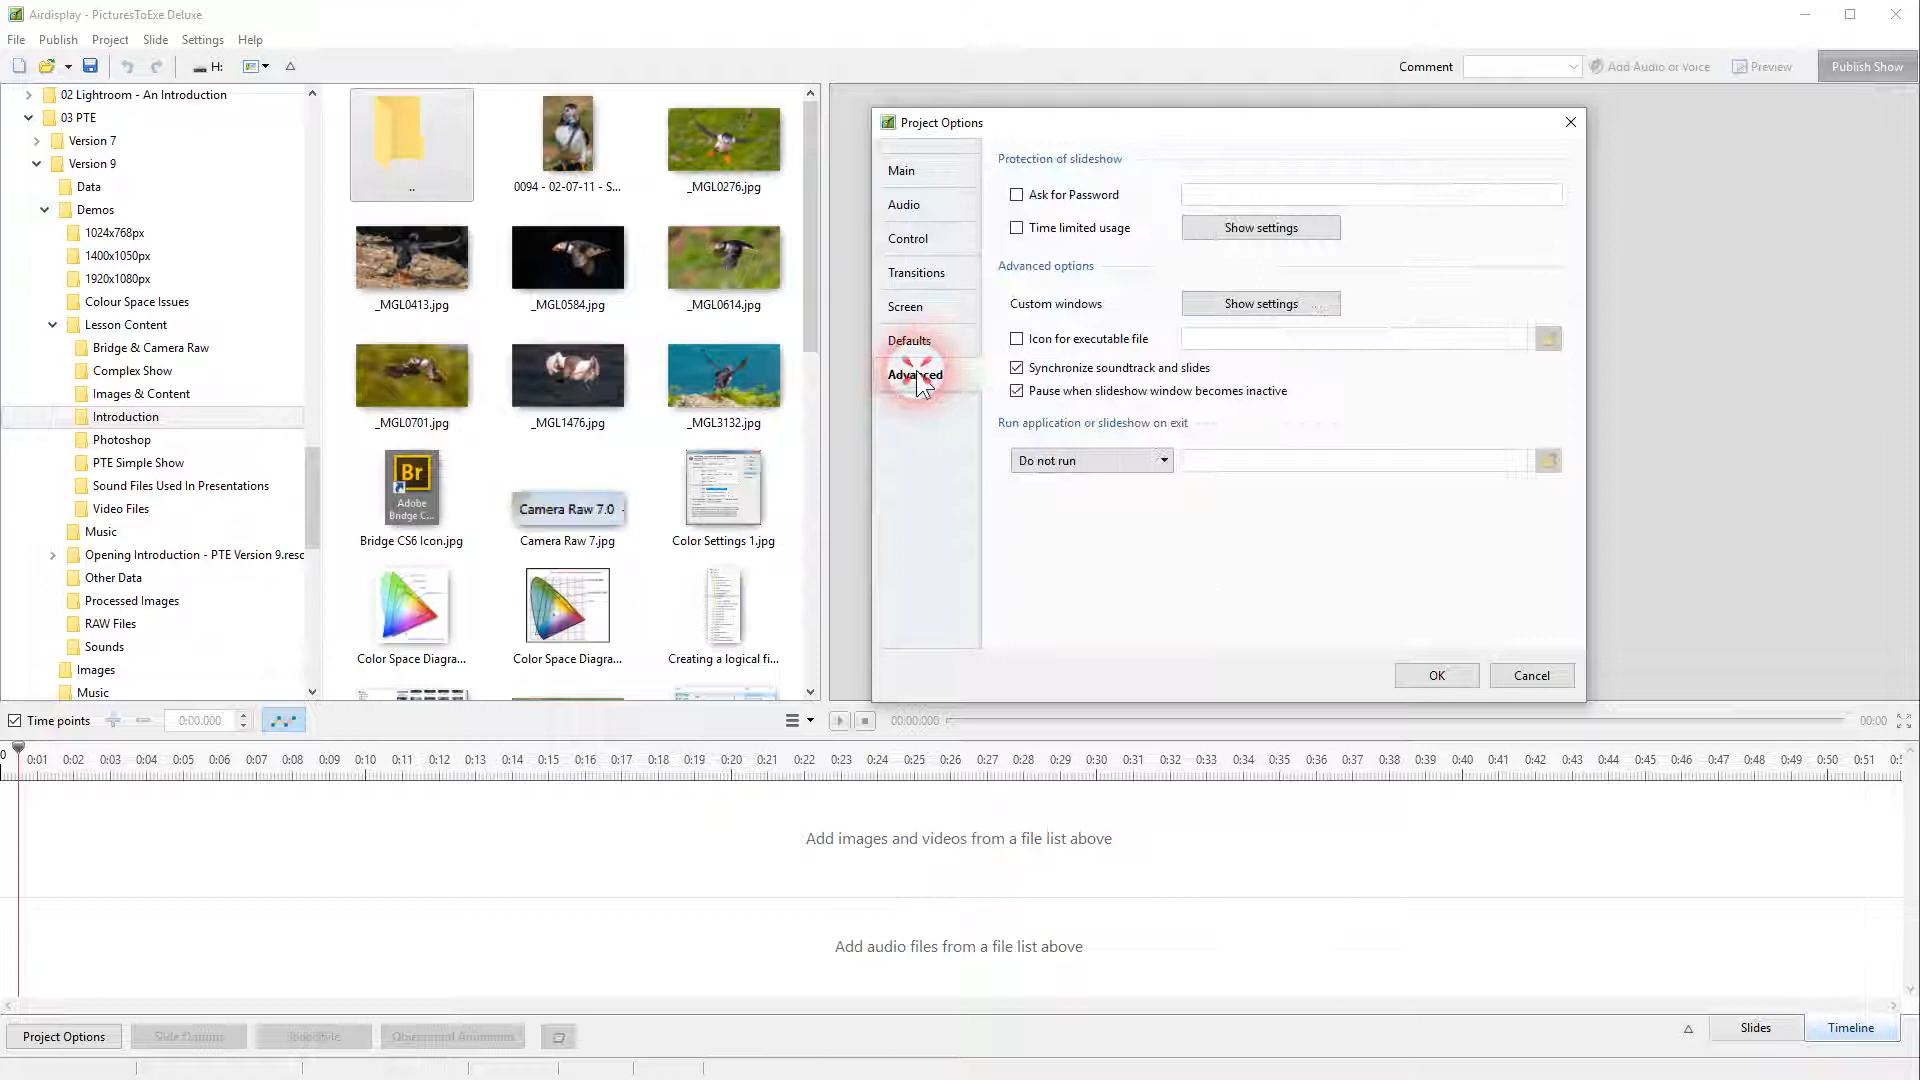 Airdisplay - PicturesToExe Deluxe
File Publish Project Slide Settings Help
H: Comment Add Audio or Voice Preview Publish Show
02 Lightroom - An Introduction
03 PTE
Version 7
Version 9
Data
Demos
1024x768px
1400x1050px
1920x1080px
Colour Space Issues
Lesson Content
Bridge & Camera Raw
Complex Show
Images & Content
Introduction
Photoshop
PTE Simple Show
Sound Files Used In Presentations
Video Files
Music
Opening Introduction - PTE Version 9.resc
Other Data
Processed Images
RAW Files
Sounds
Images
Music
..
0094 - 02-07-11 - S...
_MGL0276.jpg
_MGL0413.jpg
_MGL0584.jpg
_MGL0614.jpg
_MGL0701.jpg
_MGL1476.jpg
_MGL3132.jpg
Br
Adobe
Bridge C...
Camera Raw 7.0
Bridge CS6 Icon.jpg
Camera Raw 7.jpg
Color Settings 1.jpg
Color Space Diagra...
Color Space Diagra...
Creating a logical fi...
Project Options
Main
Audio
Control
Transitions
Screen
Defaults
Advanced
Protection of slideshow
Ask for Password
Time limited usage Show settings
Advanced options
Custom windows Show settings
Icon for executable file
Synchronize soundtrack and slides
Pause when slideshow window becomes inactive
Run application or slideshow on exit
Do not run
OK Cancel
Time points 0:00.000 00:00.000 00:00
0 0:01 0:02 0:03 0:04 0:05 0:06 0:07 0:08 0:09 0:10 0:11 0:12 0:13 0:14 0:15 0:16 0:17 0:18 0:19 0:20 0:21 0:22 0:23 0:24 0:25 0:26 0:27 0:28 0:29 0:30 0:31 0:32 0:33 0:34 0:35 0:36 0:37 0:38 0:39 0:40 0:41 0:42 0:43 0:44 0:45 0:46 0:47 0:48 0:49 0:50 0:51
Add images and videos from a file list above
Add audio files from a file list above
Project Options Slides Timeline